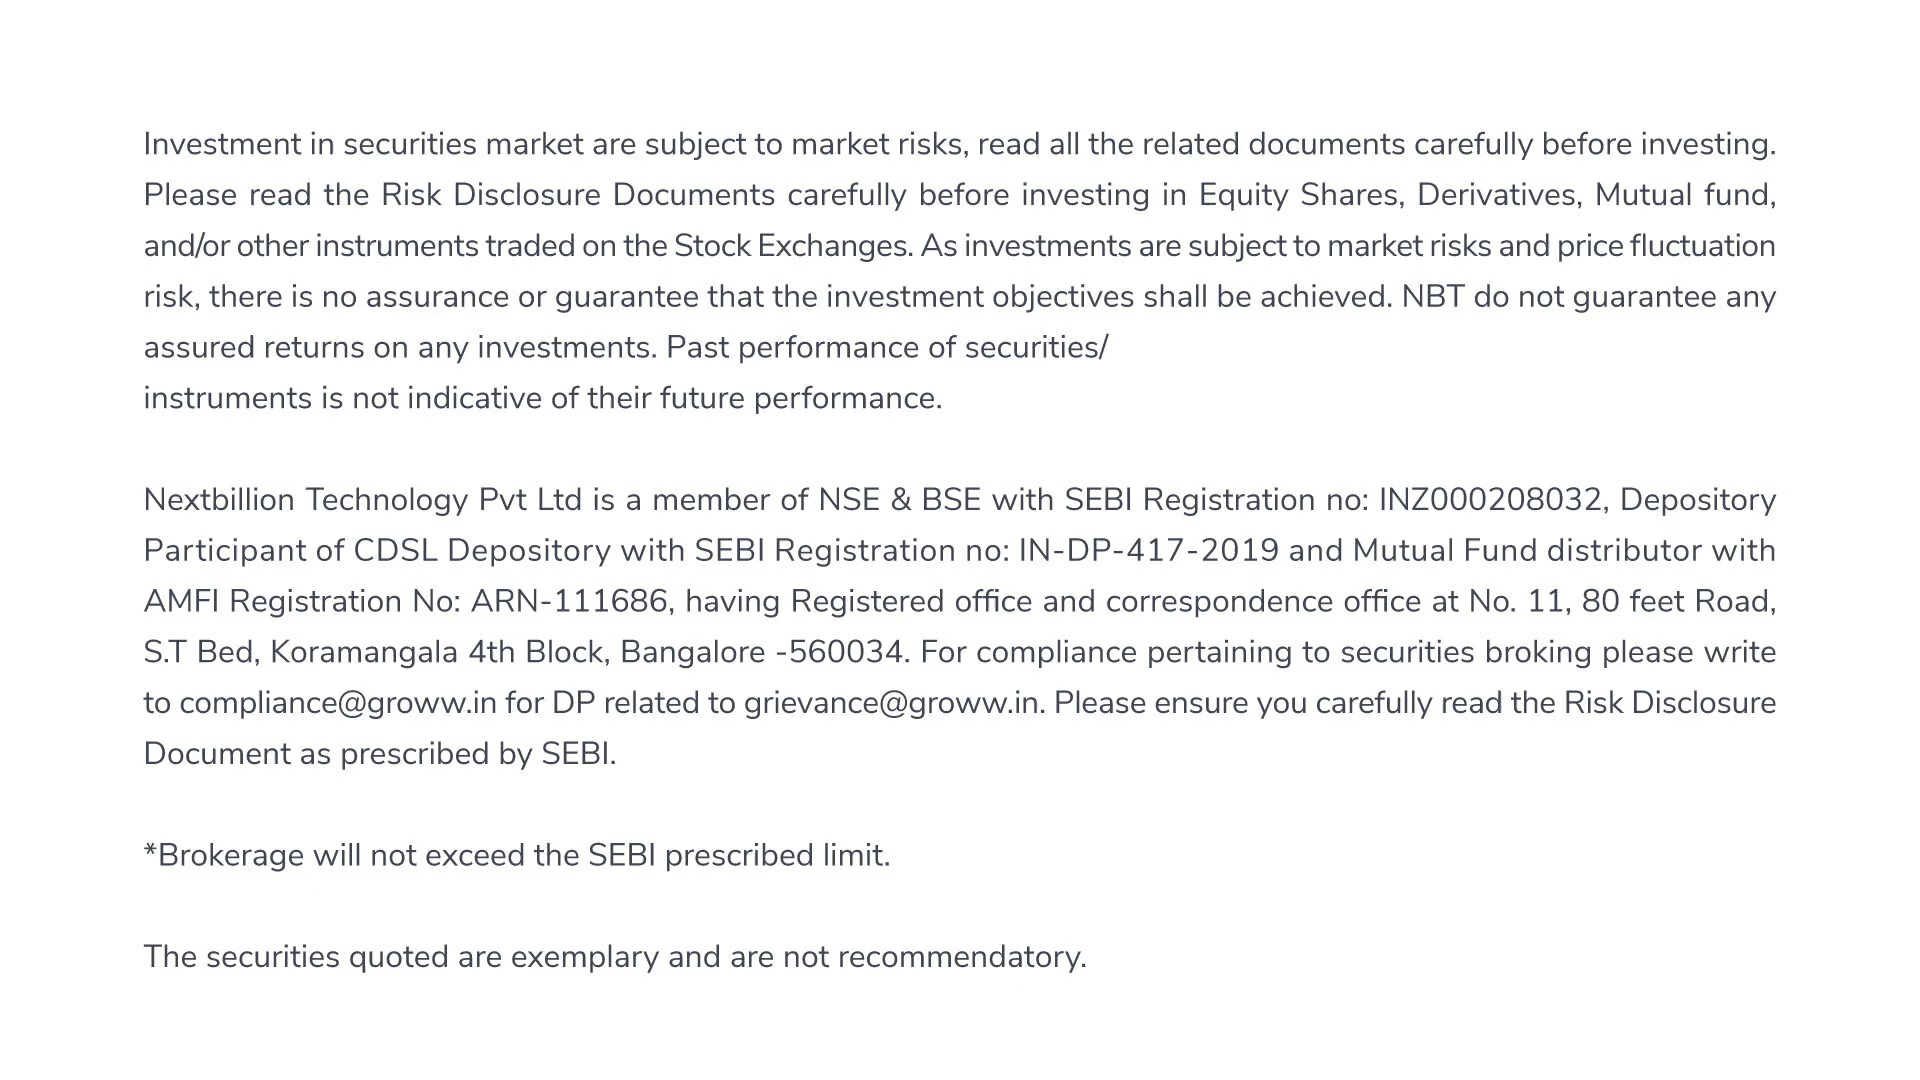 Investment in securities market are subject to market risks, read all the related documents carefully before investing.
Please read the Risk Disclosure Documents carefully before investing in Equity Shares, Derivatives, Mutual fund,
and/or other instruments traded on the Stock Exchanges. As investments are subject to market risks and price fluctuation
risk, there is no assurance or guarantee that the investment objectives shall be achieved. NBT do not guarantee any
assured returns on any investments. Past performance of securities/
instruments is not indicative of their future performance.
Nextbillion Technology Pvt Ltd is a member of NSE & BSE with SEBI Registration no: INZ000208032, Depository
Participant of CDSL Depository with SEBI Registration no: IN-DP-417-2019 and Mutual Fund distributor with
AMFI Registration No: ARN-111686, having Registered office and correspondence office at No. 11, 80 feet Road,
S.T Bed, Koramangala 4th Block, Bangalore -560034. For compliance pertaining to securities broking please write
to compliance@groww.in for DP related to grievance@groww.in. Please ensure you carefully read the Risk Disclosure
Document as prescribed by SEBI.
*Brokerage will not exceed the SEBI prescribed limit.
The securities quoted are exemplary and are not recommendatory.